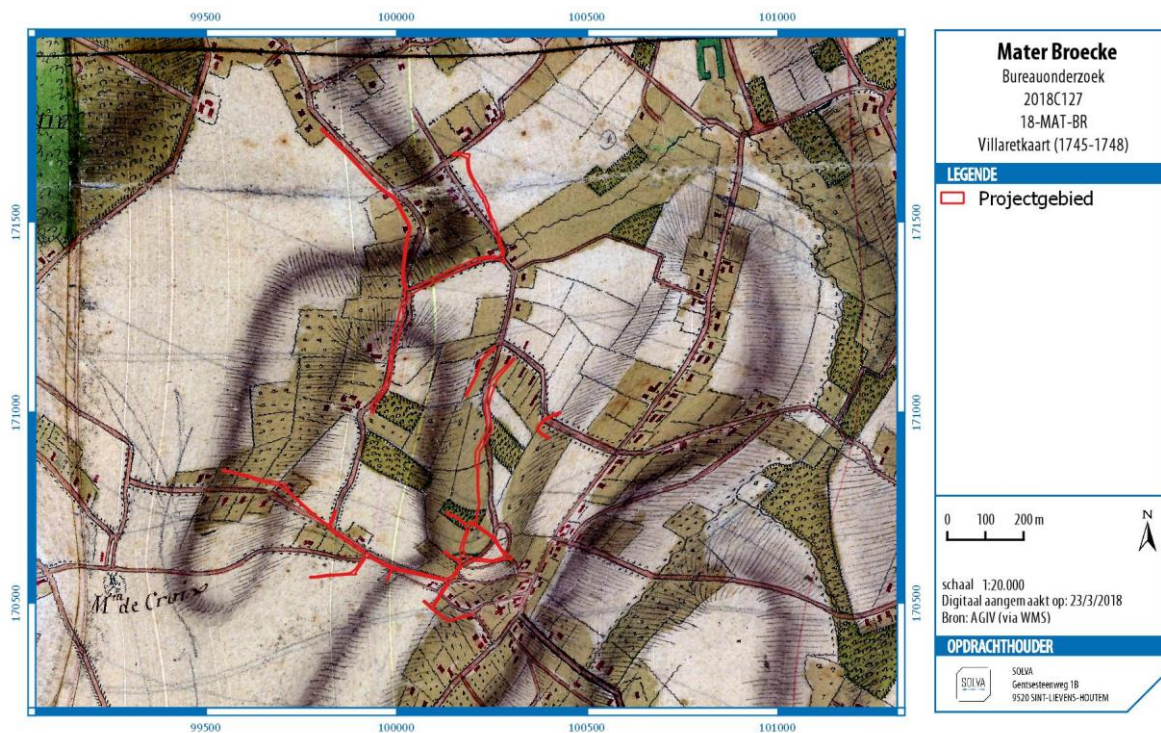 99500 100000 100500 101000
171500
171000
170500
171500
171000
170500
Mⁱⁿ de Croix
99500 100000 100500 101000
Mater Broecke
Bureauonderzoek
2018C127
18-MAT-BR
Villaretkaart (1745-1748)
LEGENDE
Projectgebied
0 100 200 m
N
schaal 1:20.000
Digitaal aangemaakt op: 23/3/2018
Bron: AGIV (via WMS)
OPDRACHTHOUDER
SOLVA
SOLVA
Gentsesteenweg 1B
9520 SINT-LIEVENS-HOUTEM